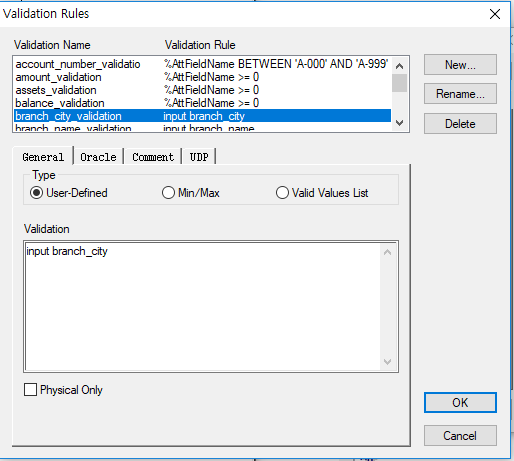 Validation Rules
Validation Name Validation Rule
account_number_validatio %AttFieldName BETWEEN 'A-000' AND 'A-999'
amount_validation %AttFieldName >= 0
assets_validation %AttFieldName >= 0
balance_validation %AttFieldName >= 0
branch_city_validation input branch_city
branch_name_validation input branch_name
New...
Rename...
Delete
General Oracle Comment UDP
Type
User-Defined Min/Max Valid Values List
Validation
input branch_city
Physical Only
OK
Cancel